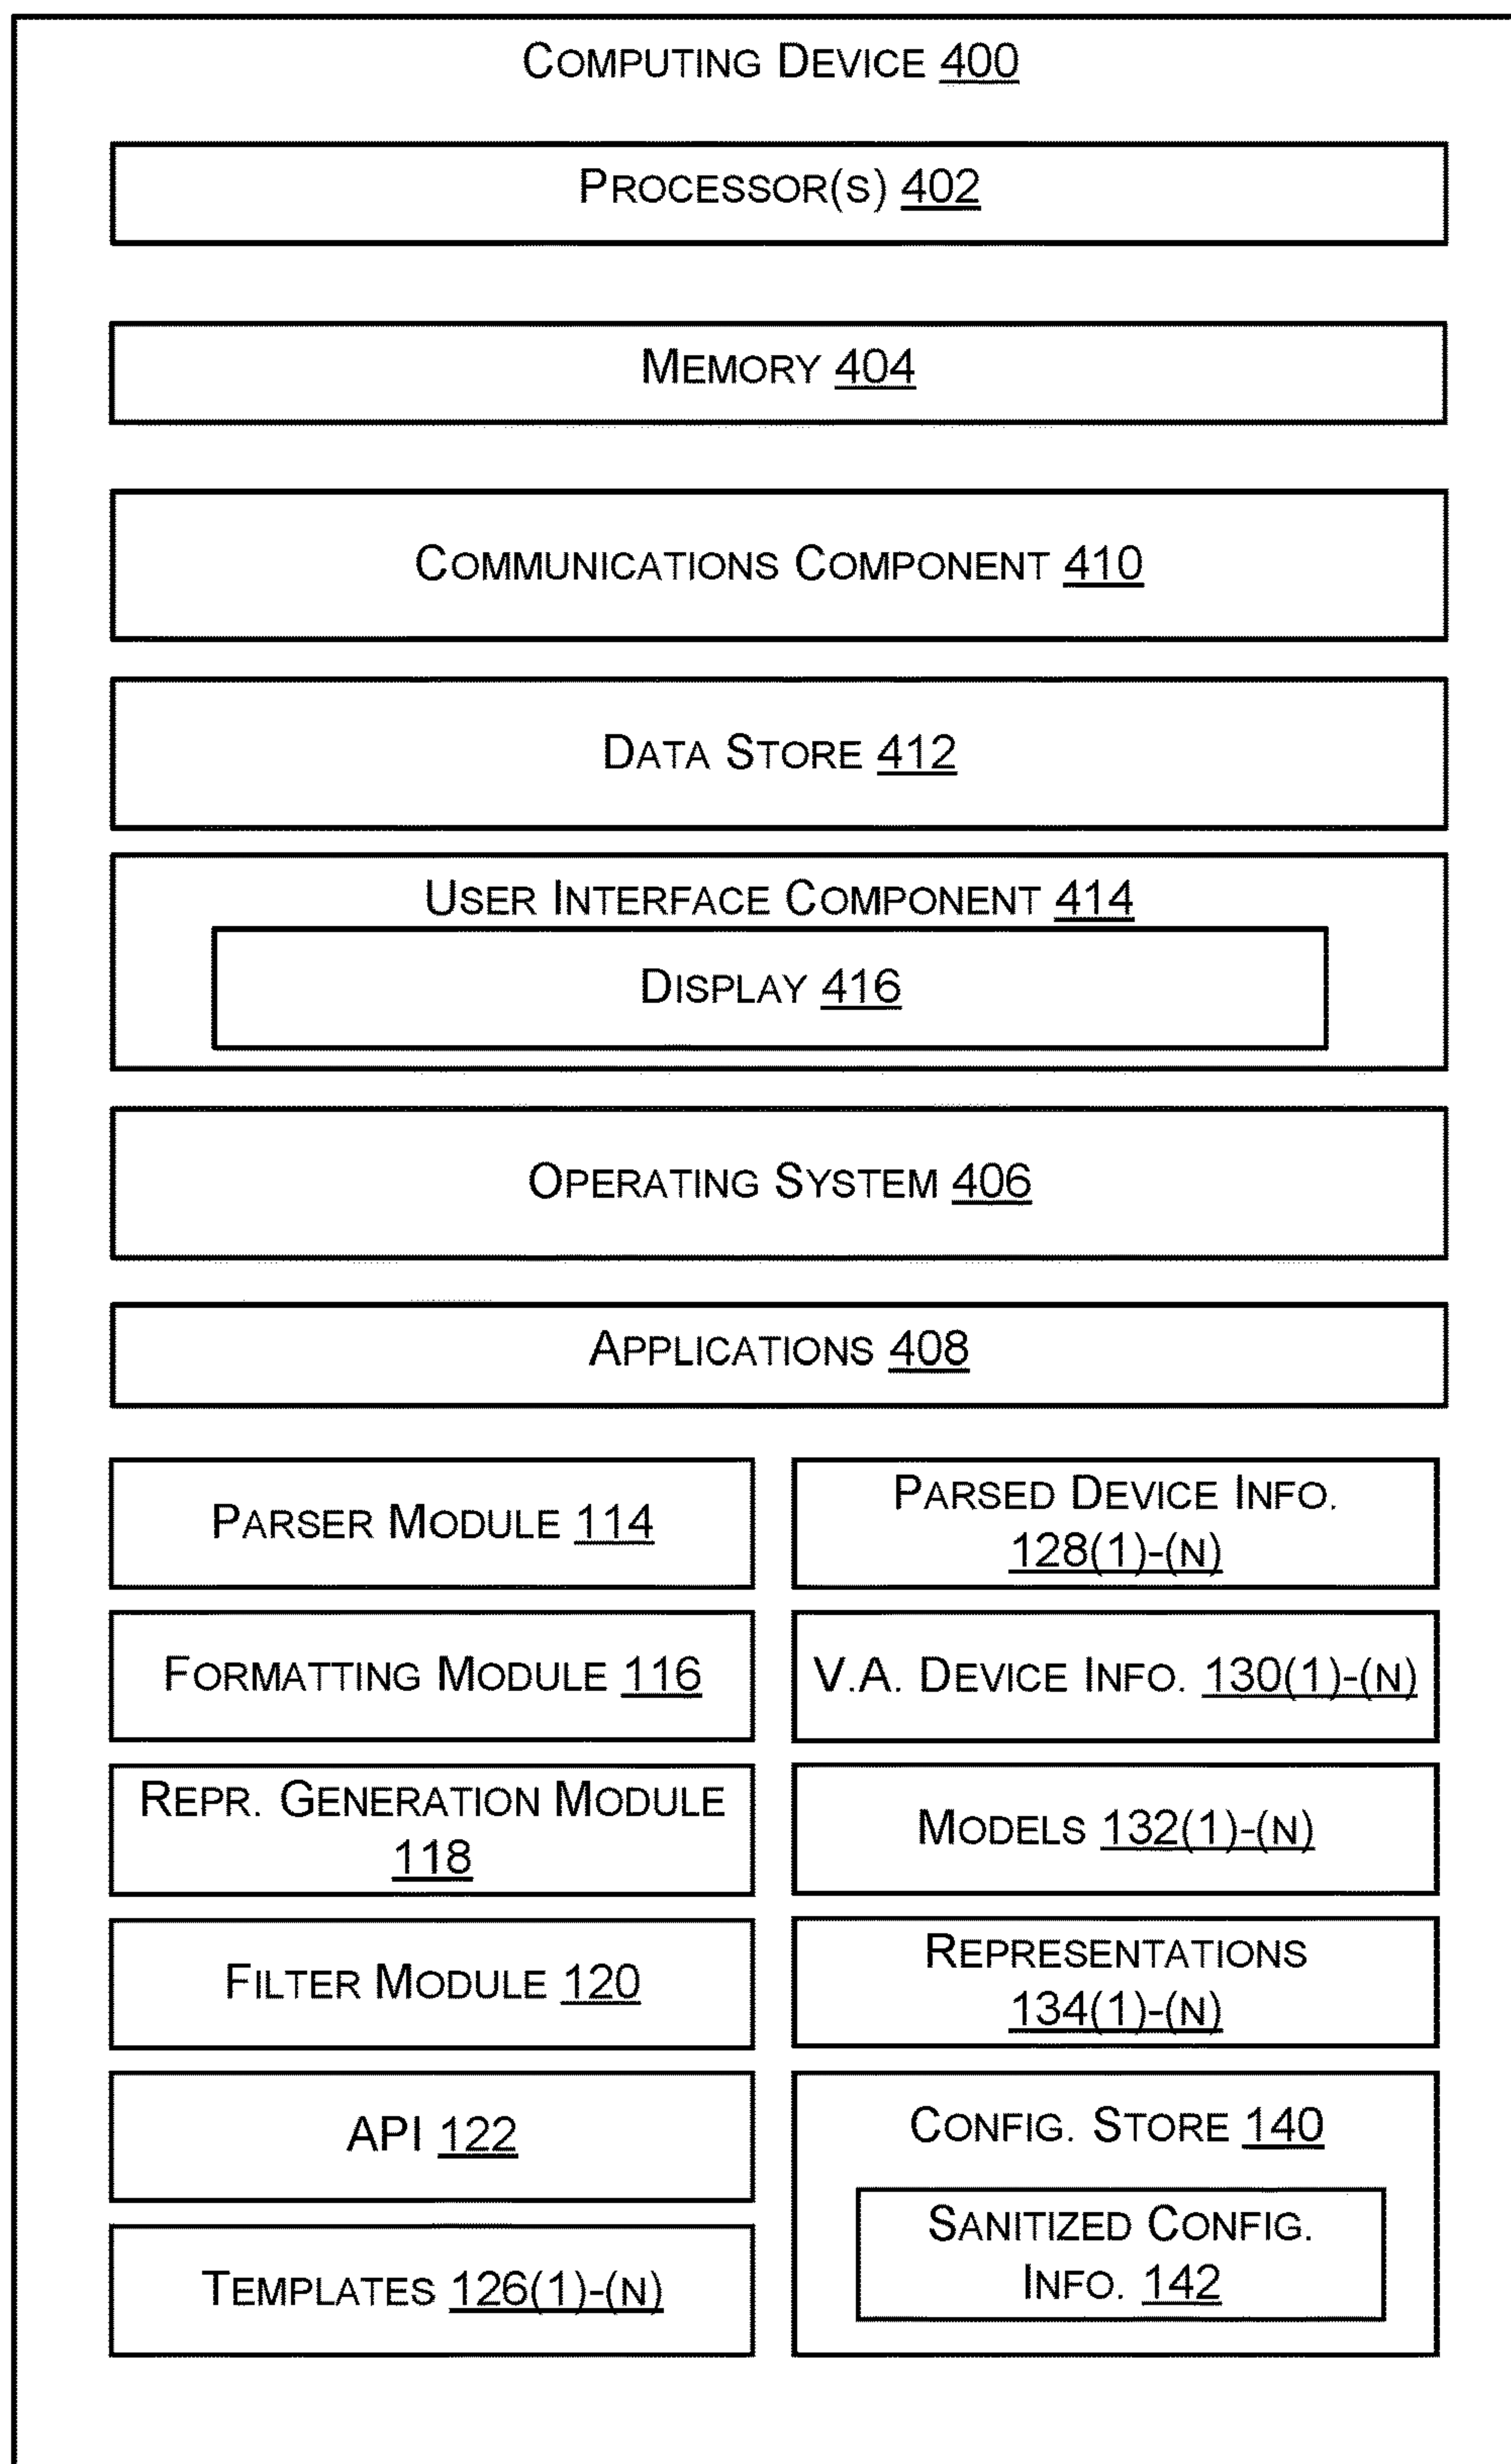 COMPUTING DEVICE 400
PROCESSOR(S) 402
MEMORY 404
COMMUNICATIONS COMPONENT 410
DATA STORE 412
USER INTERFACE COMPONENT 414
DISPLAY 416
OPERATING SYSTEM 406
APPLICATIONS 408
PARSER MODULE 114
FORMATTING MODULE 116
REPR. GENERATION MODULE
118
FILTER MODULE 120
API 122
TEMPLATES 126(1)-(N)
PARSED DEVICE INFO.
128(1)-(N)
V.A. DEVICE INFO. 130(1)-(N)
MODELS 132(1)-(N)
REPRESENTATIONS
134(1)-(N)
CONFIG. STORE 140
SANITIZED CONFIG.
INFO. 142